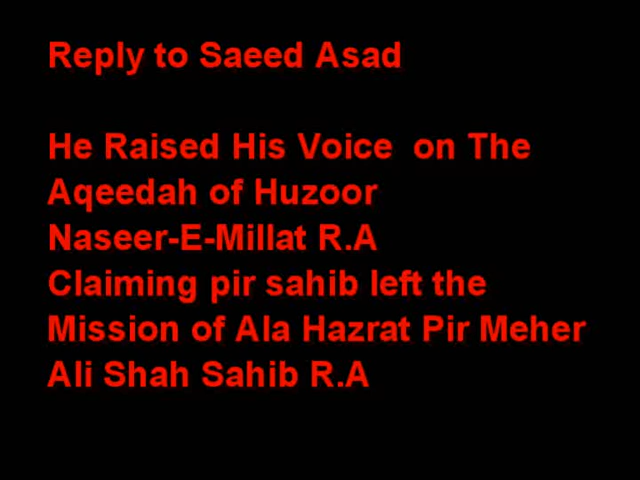 Reply to Saeed Asad
He Raised His Voice  on The
Aqeedah of Huzoor
Naseer-E-Millat R.A
Claiming pir sahib left the
Mission of Ala Hazrat Pir Meher
Ali Shah Sahib R.A